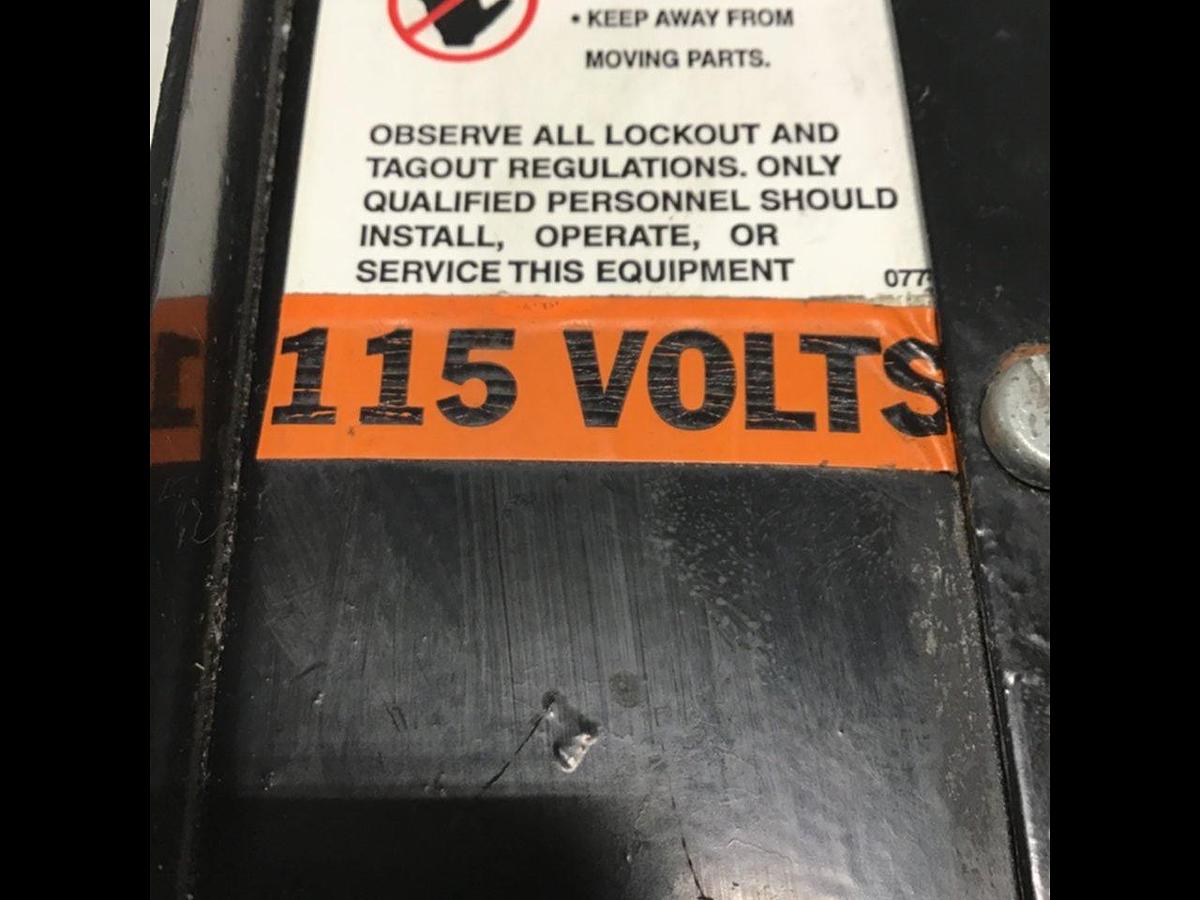 • KEEP AWAY FROM
MOVING PARTS.
OBSERVE ALL LOCKOUT AND
TAGOUT REGULATIONS. ONLY
QUALIFIED PERSONNEL SHOULD
INSTALL, OPERATE, OR
SERVICE THIS EQUIPMENT
115 VOLTS